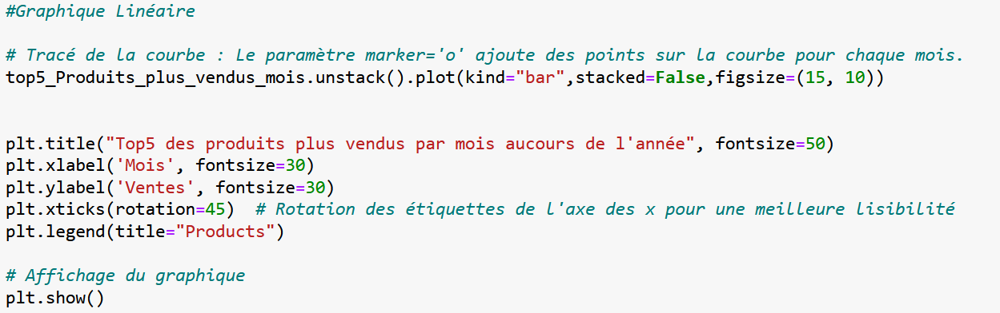 #Graphique Linéaire
# Tracé de la courbe : Le paramètre marker='o' ajoute des points sur la courbe pour chaque mois.
top5_Produits_plus_vendus_mois.unstack().plot(kind="bar",stacked=False,figsize=(15, 10))
plt.title("Top5 des produits plus vendus par mois aucours de l'année", fontsize=50)
plt.xlabel('Mois', fontsize=30)
plt.ylabel('Ventes', fontsize=30)
plt.xticks(rotation=45)  # Rotation des étiquettes de l'axe des x pour une meilleure lisibilité
plt.legend(title="Products")
# Affichage du graphique
plt.show()